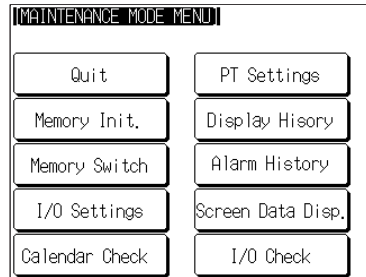 [MAINTENANCE MODE MENU]
Quit
PT Settings
Memory Init.
Display Hisory
Memory Switch
Alarm History
I/O Settings
Screen Data Disp.
Calendar Check
I/O Check